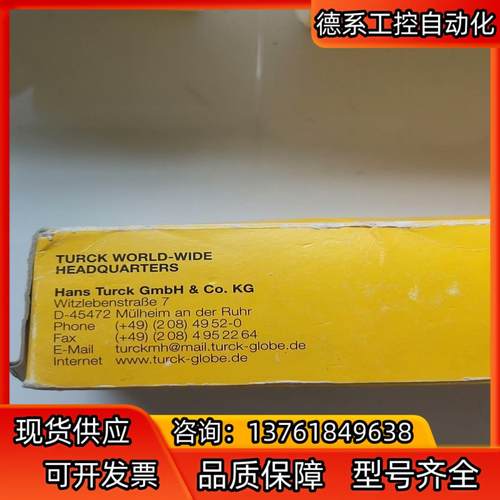 德系工控自动化
TURCK WORLD-WIDE
HEADQUARTERS
Hans Turck GmbH & Co. KG
Witzlebenstraße 7
D-45472 Mülheim an der Ruhr
Phone (+49) (2 08) 49 52-0
Fax (+49) (2 08) 4 95 22 64
E-Mail turckmh@mail.turck-globe.de
Internet www.turck-globe.de
现货供应 咨询：13761849638
可开发票 品质保障 型号齐全